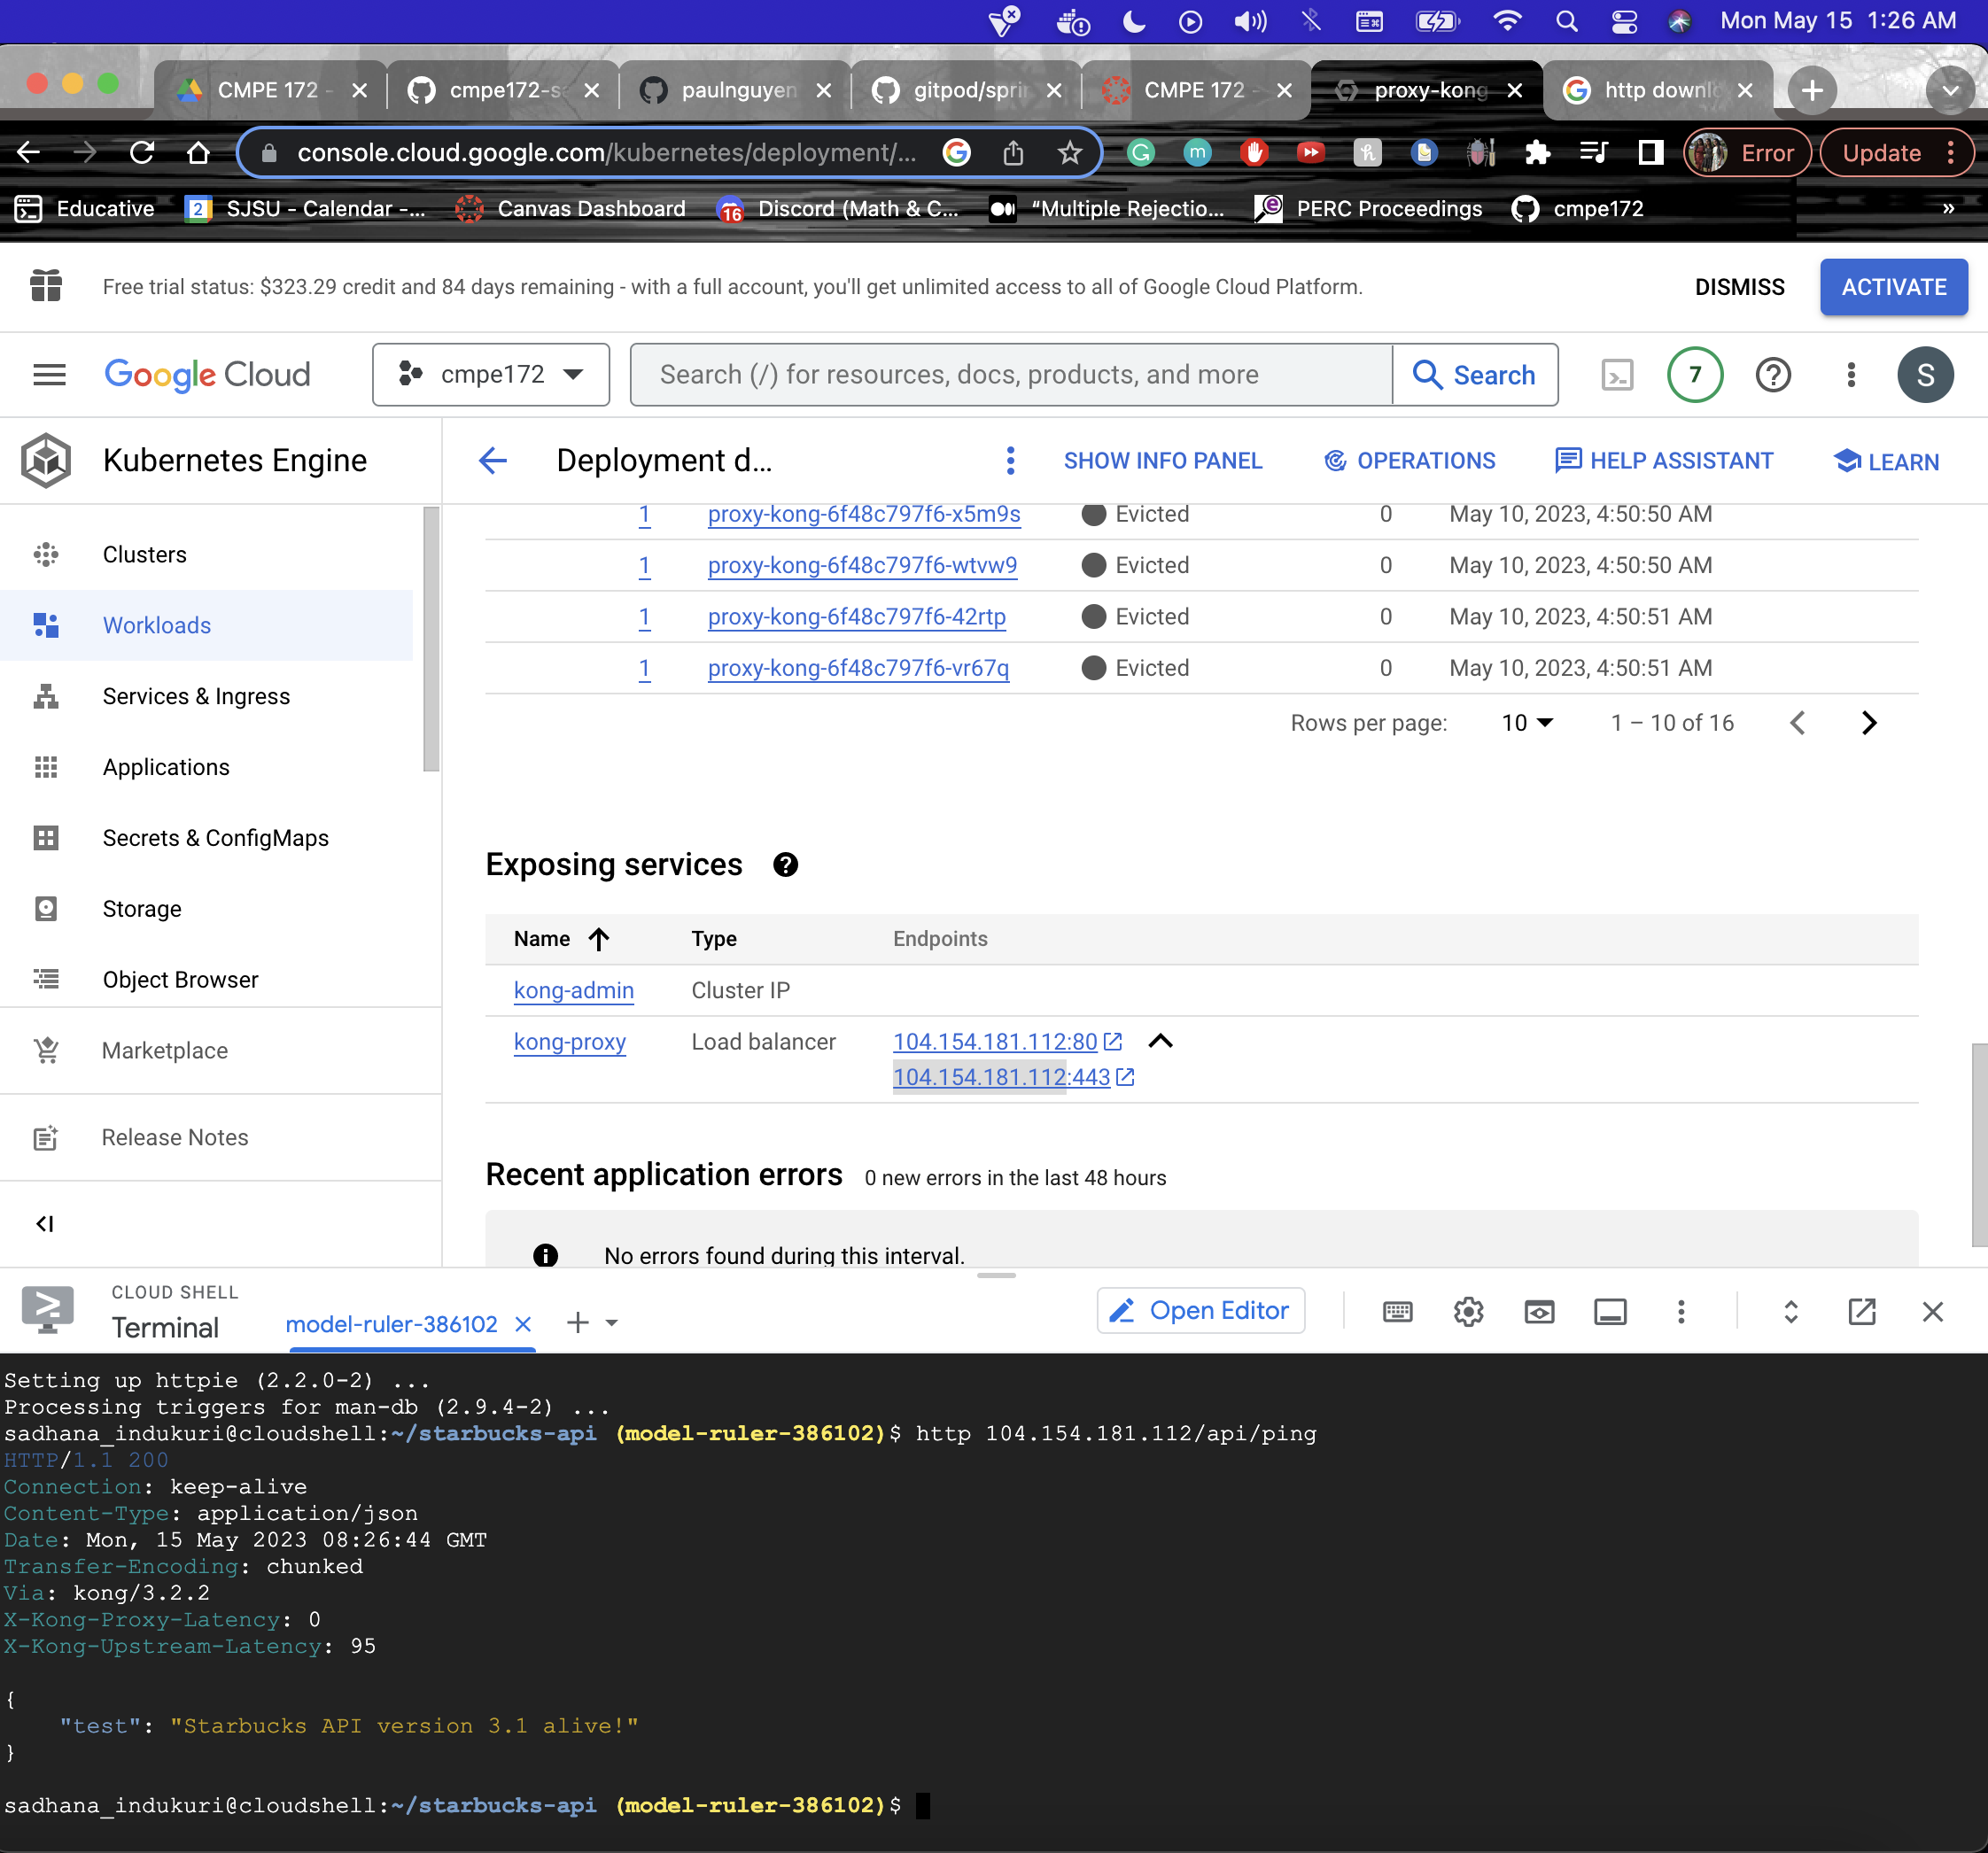 Mon May 15 1:26 AM
CMPE 172 -
cmpe172-s
paulnguyen
gitpod/sprin
CMPE 172 -
proxy-kong
http downl
console.cloud.google.com/kubernetes/deployment/...
Error
Update
Educative
2
SJSU - Calendar -...
Canvas Dashboard
16
Discord (Math & C...
"Multiple Rejectio...
PERC Proceedings
cmpe172
»
Free trial status: $323.29 credit and 84 days remaining - with a full account, you'll get unlimited access to all of Google Cloud Platform.
DISMISS
ACTIVATE
Google Cloud
cmpe172
Search (/) for resources, docs, products, and more
Search
7
S
Kubernetes Engine
Deployment d...
SHOW INFO PANEL
OPERATIONS
HELP ASSISTANT
LEARN
Clusters
Workloads
Services & Ingress
Applications
Secrets & ConfigMaps
Storage
Object Browser
Marketplace
Release Notes
1 proxy-kong-6f48c797f6-x5m9s Evicted 0 May 10, 2023, 4:50:50 AM
1 proxy-kong-6f48c797f6-wtvw9 Evicted 0 May 10, 2023, 4:50:50 AM
1 proxy-kong-6f48c797f6-42rtp Evicted 0 May 10, 2023, 4:50:51 AM
1 proxy-kong-6f48c797f6-vr67q Evicted 0 May 10, 2023, 4:50:51 AM
Rows per page: 10 1 – 10 of 16
Exposing services
Name Type Endpoints
kong-admin Cluster IP
kong-proxy Load balancer 104.154.181.112:80
104.154.181.112:443
Recent application errors 0 new errors in the last 48 hours
No errors found during this interval.
CLOUD SHELL
Terminal
model-ruler-386102
Open Editor
Setting up httpie (2.2.0-2) ...
Processing triggers for man-db (2.9.4-2) ...
sadhana_indukuri@cloudshell:~/starbucks-api (model-ruler-386102)$ http 104.154.181.112/api/ping
HTTP/1.1 200
Connection: keep-alive
Content-Type: application/json
Date: Mon, 15 May 2023 08:26:44 GMT
Transfer-Encoding: chunked
Via: kong/3.2.2
X-Kong-Proxy-Latency: 0
X-Kong-Upstream-Latency: 95
{
"test": "Starbucks API version 3.1 alive!"
}
sadhana_indukuri@cloudshell:~/starbucks-api (model-ruler-386102)$